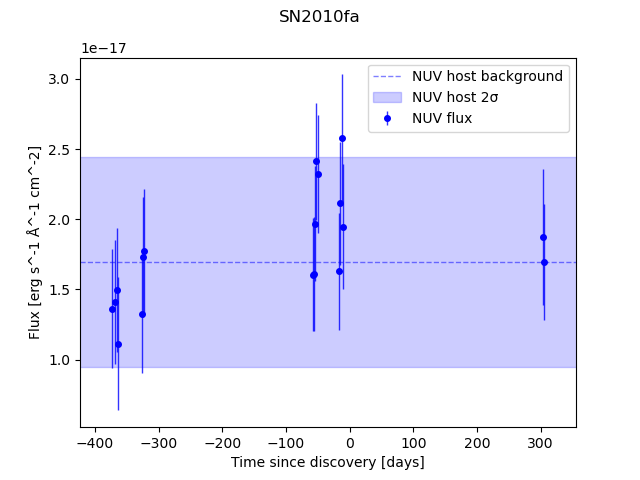 SN2010fa
1e−17
3.0
2.5
2.0
1.5
1.0
Flux [erg s^-1 Å^-1 cm^-2]
NUV host background
NUV host 2σ
NUV flux
−400 −300 −200 −100 0 100 200 300
Time since discovery [days]